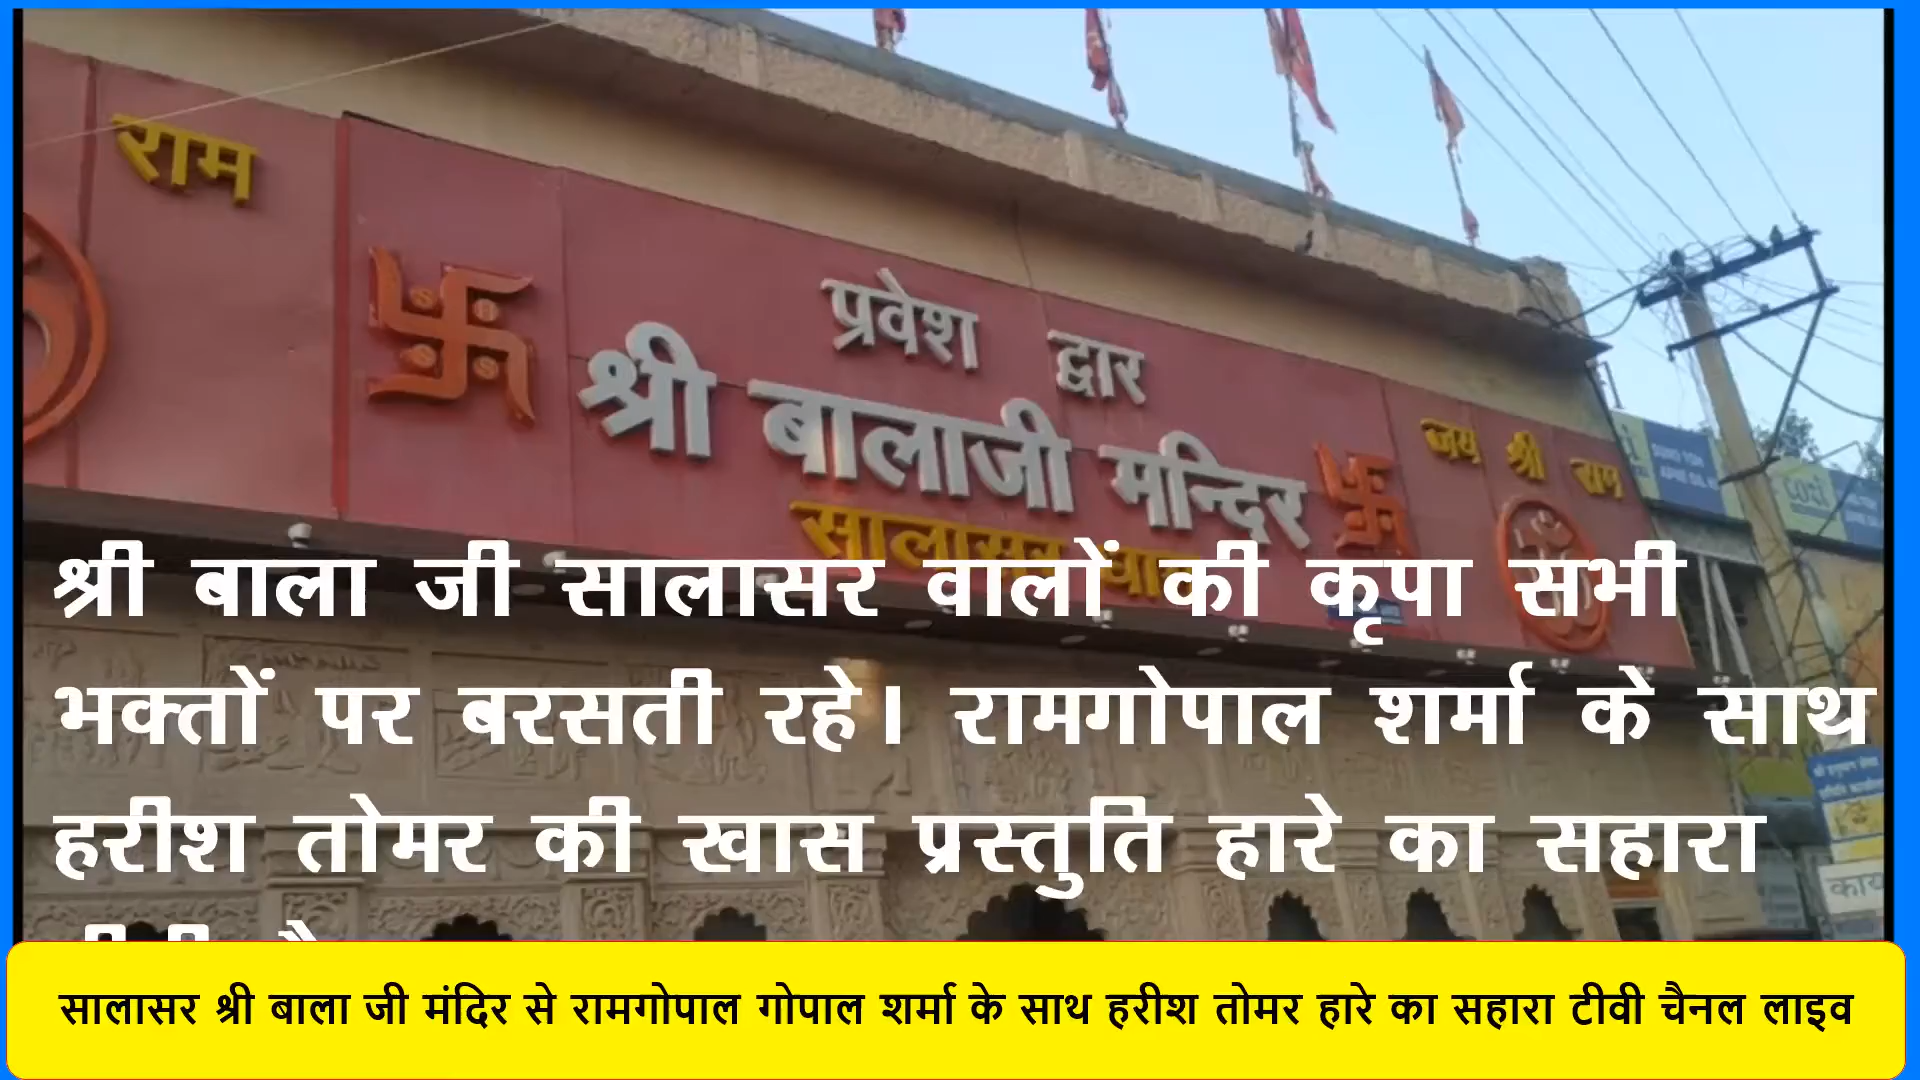 राम
प्रवेश द्वार
श्री बालाजी मन्दिर
जय श्री राम
सालासर
श्री बाला जी सालासर वालों की कृपा सभी
भक्तों पर बरसती रहे। रामगोपाल शर्मा के साथ
हरीश तोमर की खास प्रस्तुति हारे का सहारा
सालासर श्री बाला जी मंदिर से रामगोपाल गोपाल शर्मा के साथ हरीश तोमर हारे का सहारा टीवी चैनल लाइव